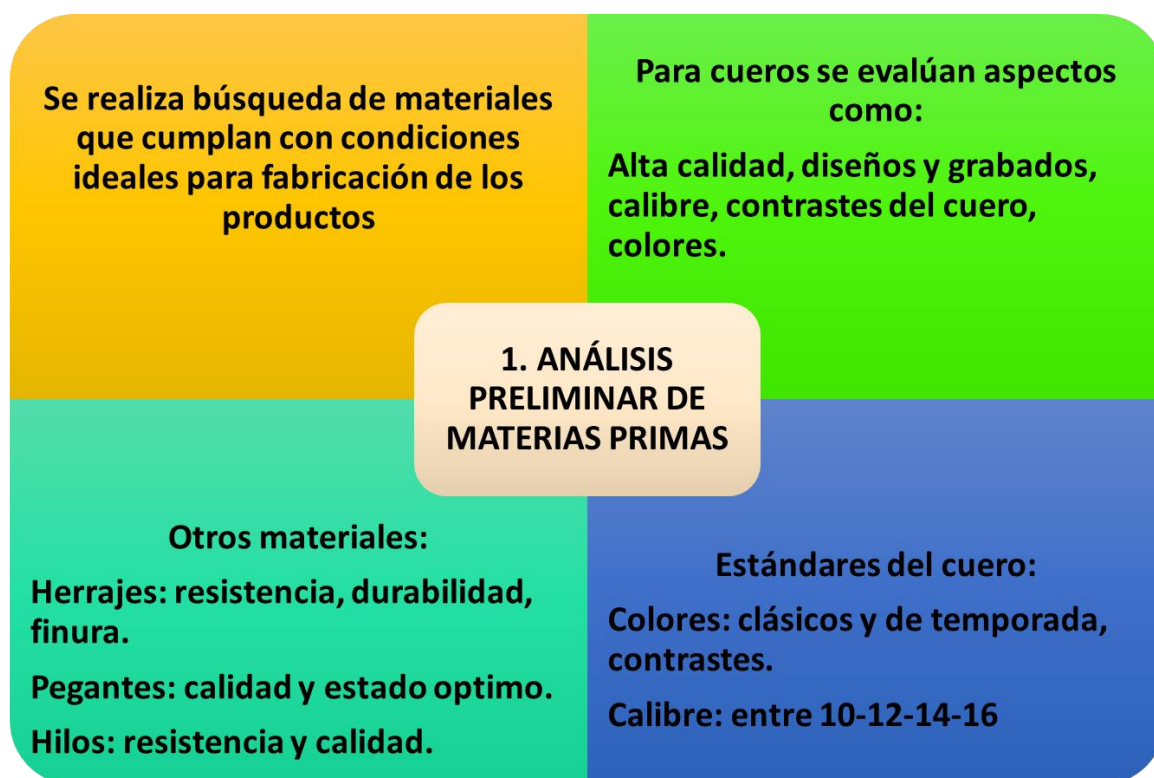 Se realiza búsqueda de materiales
que cumplan con condiciones
ideales para fabricación de los
productos
Para cueros se evalúan aspectos
como:
Alta calidad, diseños y grabados,
calibre, contrastes del cuero,
colores.
1. ANÁLISIS
PRELIMINAR DE
MATERIAS PRIMAS
Otros materiales:
Herrajes: resistencia, durabilidad,
finura.
Pegantes: calidad y estado optimo.
Hilos: resistencia y calidad.
Estándares del cuero:
Colores: clásicos y de temporada,
contrastes.
Calibre: entre 10-12-14-16